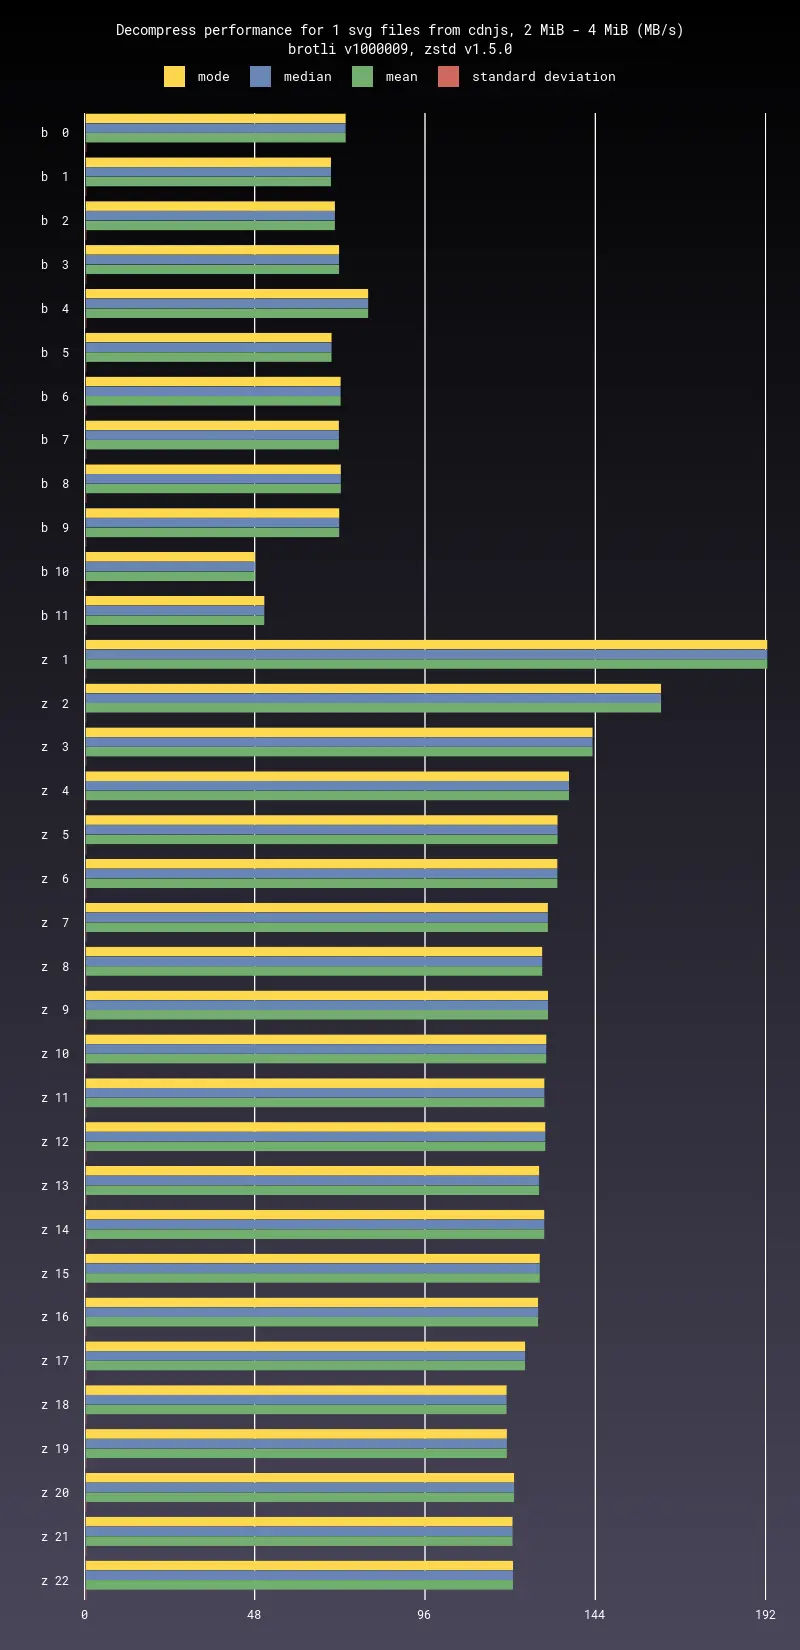 Decompress performance for 1 svg files from cdnjs, 2 MiB - 4 MiB (MB/s)
brotli v1000009, zstd v1.5.0
mode median mean standard deviation
b 0
b 1
b 2
b 3
b 4
b 5
b 6
b 7
b 8
b 9
b 10
b 11
z 1
z 2
z 3
z 4
z 5
z 6
z 7
z 8
z 9
z 10
z 11
z 12
z 13
z 14
z 15
z 16
z 17
z 18
z 19
z 20
z 21
z 22
0 48 96 144 192